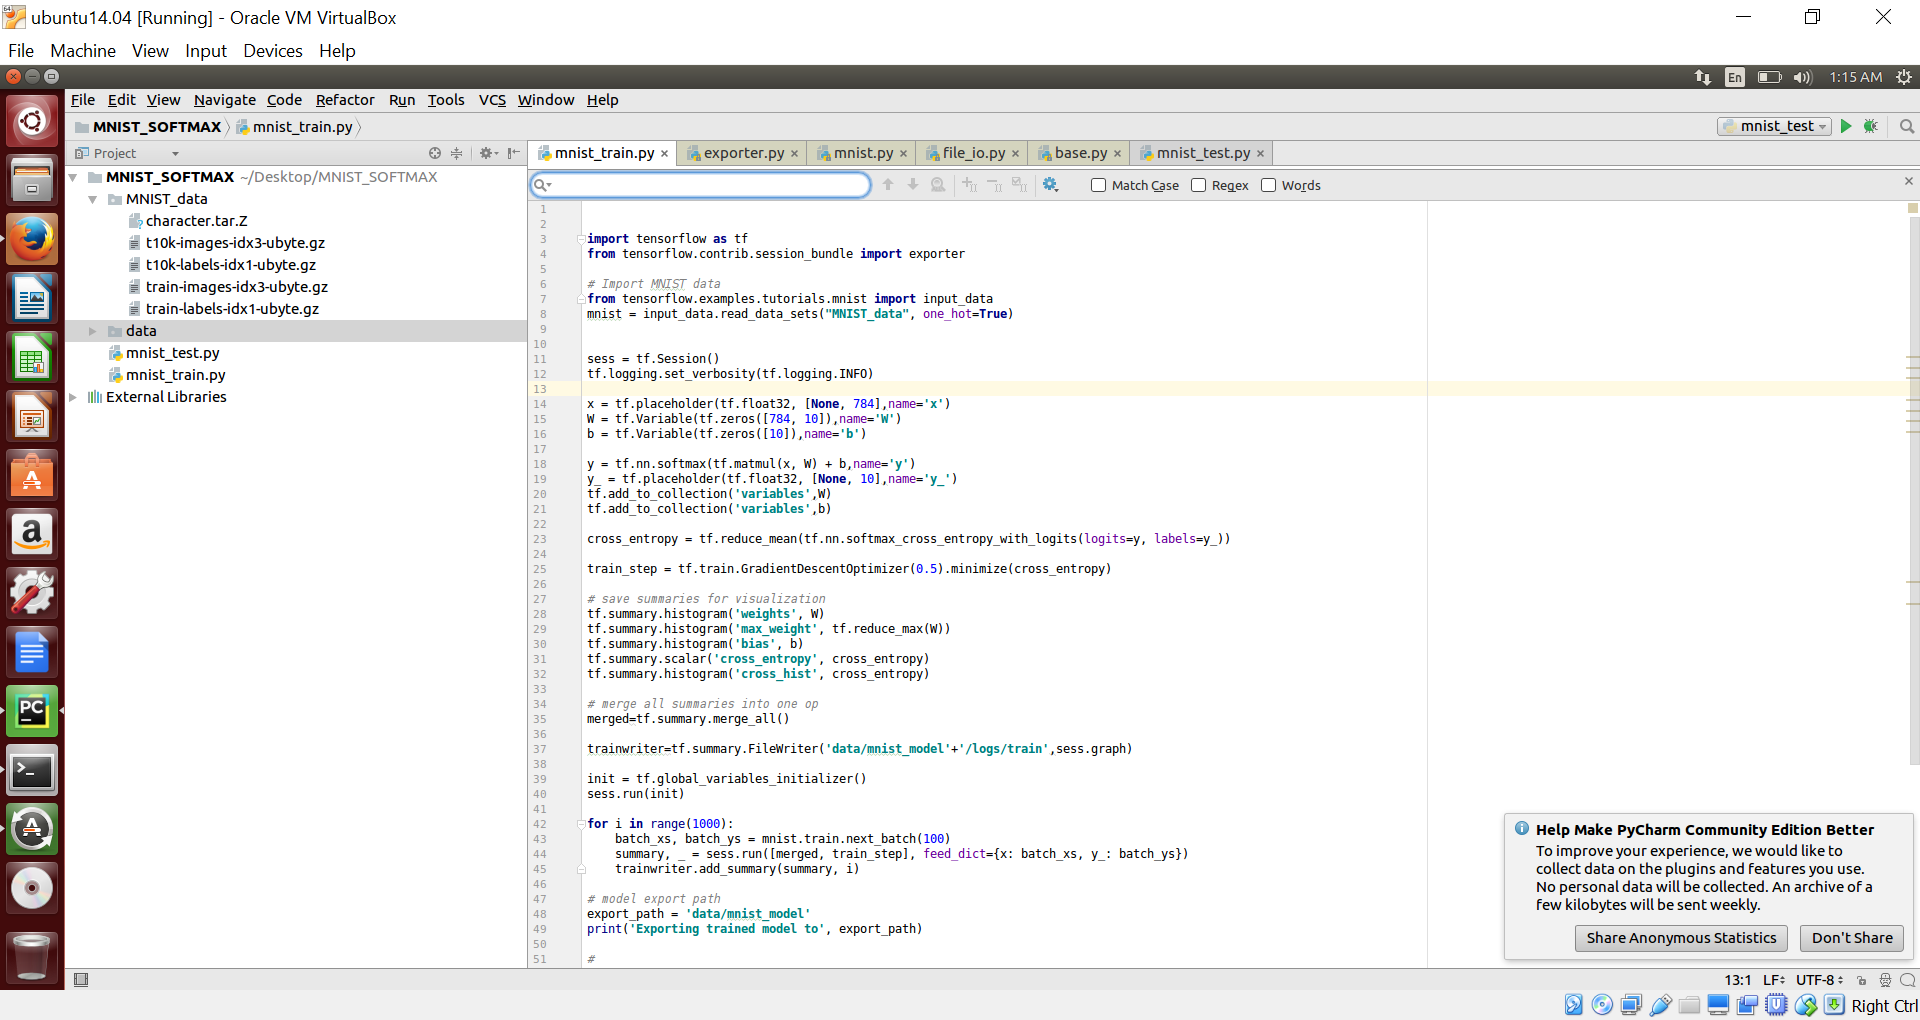 ubuntu14.04 [Running] - Oracle VM VirtualBox
File Machine View Input Devices Help
En 1:15 AM
File Edit View Navigate Code Refactor Run Tools VCS Window Help
MNIST_SOFTMAX mnist_train.py mnist_test
Project
mnist_train.py exporter.py mnist.py file_io.py base.py mnist_test.py
Match Case Regex Words
MNIST_SOFTMAX ~/Desktop/MNIST_SOFTMAX
MNIST_data
character.tar.Z
t10k-images-idx3-ubyte.gz
t10k-labels-idx1-ubyte.gz
train-images-idx3-ubyte.gz
train-labels-idx1-ubyte.gz
data
mnist_test.py
mnist_train.py
External Libraries
1
2
3 import tensorflow as tf
4 from tensorflow.contrib.session_bundle import exporter
5
6 # Import MNIST data
7 from tensorflow.examples.tutorials.mnist import input_data
8 mnist = input_data.read_data_sets("MNIST_data", one_hot=True)
9
10
11 sess = tf.Session()
12 tf.logging.set_verbosity(tf.logging.INFO)
13
14 x = tf.placeholder(tf.float32, [None, 784],name='x')
15 W = tf.Variable(tf.zeros([784, 10]),name='W')
16 b = tf.Variable(tf.zeros([10]),name='b')
17
18 y = tf.nn.softmax(tf.matmul(x, W) + b,name='y')
19 y_ = tf.placeholder(tf.float32, [None, 10],name='y_')
20 tf.add_to_collection('variables',W)
21 tf.add_to_collection('variables',b)
22
23 cross_entropy = tf.reduce_mean(tf.nn.softmax_cross_entropy_with_logits(logits=y, labels=y_))
24
25 train_step = tf.train.GradientDescentOptimizer(0.5).minimize(cross_entropy)
26
27 # save summaries for visualization
28 tf.summary.histogram('weights', W)
29 tf.summary.histogram('max_weight', tf.reduce_max(W))
30 tf.summary.histogram('bias', b)
31 tf.summary.scalar('cross_entropy', cross_entropy)
32 tf.summary.histogram('cross_hist', cross_entropy)
33
34 # merge all summaries into one op
35 merged=tf.summary.merge_all()
36
37 trainwriter=tf.summary.FileWriter('data/mnist_model'+'/logs/train',sess.graph)
38
39 init = tf.global_variables_initializer()
40 sess.run(init)
41
42 for i in range(1000):
43 batch_xs, batch_ys = mnist.train.next_batch(100)
44 summary, _ = sess.run([merged, train_step], feed_dict={x: batch_xs, y_: batch_ys})
45 trainwriter.add_summary(summary, i)
46
47 # model export path
48 export_path = 'data/mnist_model'
49 print('Exporting trained model to', export_path)
50
51 #
Help Make PyCharm Community Edition Better
To improve your experience, we would like to
collect data on the plugins and features you use.
No personal data will be collected. An archive of a
few kilobytes will be sent weekly.
Share Anonymous Statistics Don't Share
13:1 LF UTF-8
Right Ctrl
PC
a